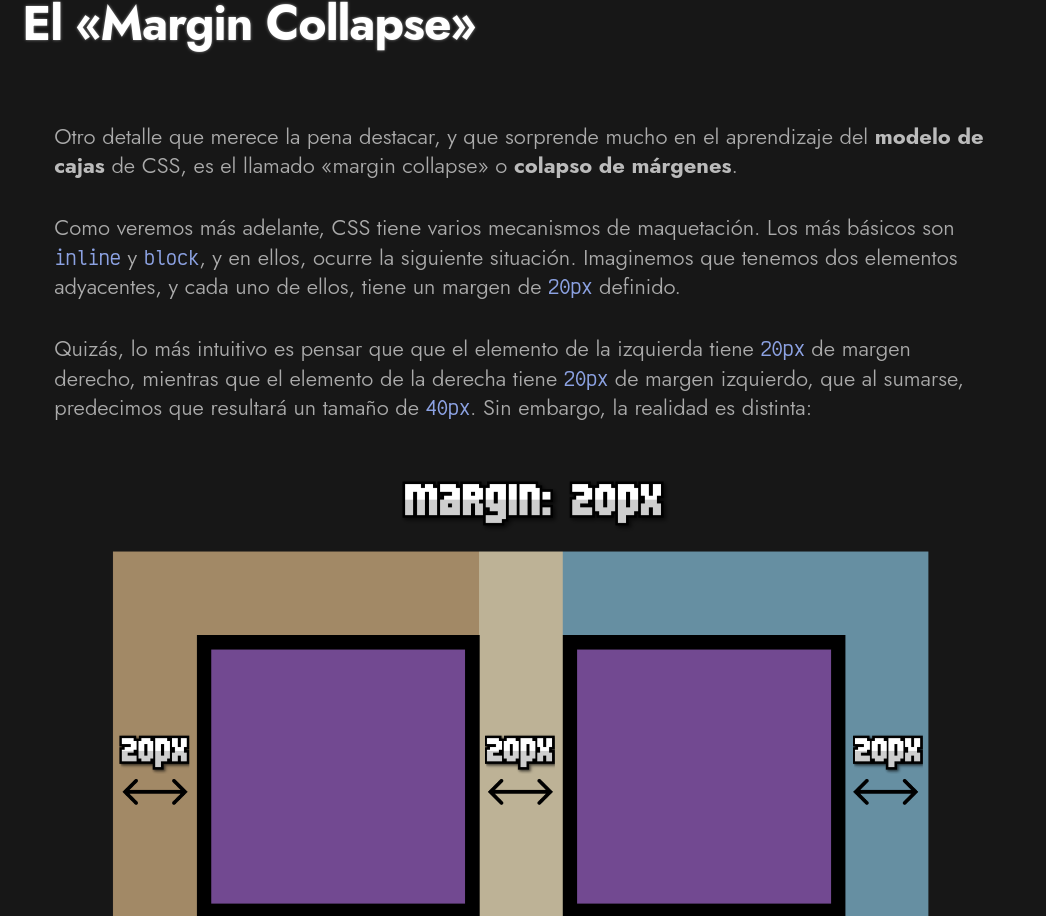 El «Margin Collapse»
Otro detalle que merece la pena destacar, y que sorprende mucho en el aprendizaje del modelo de
cajas de CSS, es el llamado «margin collapse» o colapso de márgenes.
Como veremos más adelante, CSS tiene varios mecanismos de maquetación. Los más básicos son
inline y block, y en ellos, ocurre la siguiente situación. Imaginemos que tenemos dos elementos
adyacentes, y cada uno de ellos, tiene un margen de 20px definido.
Quizás, lo más intuitivo es pensar que que el elemento de la izquierda tiene 20px de margen
derecho, mientras que el elemento de la derecha tiene 20px de margen izquierdo, que al sumarse,
predecimos que resultará un tamaño de 40px. Sin embargo, la realidad es distinta:
margin: 20px
20px 20px 20px